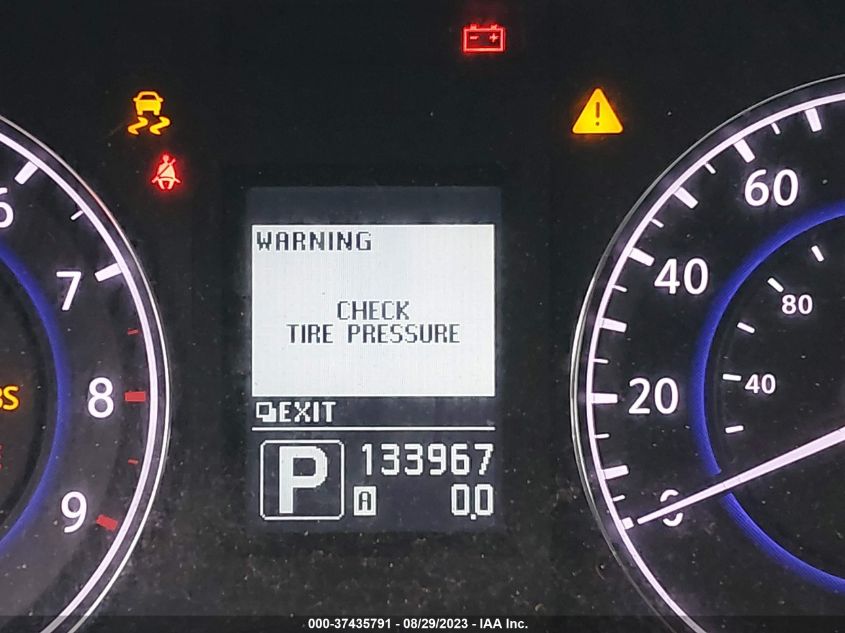 WARNING
CHECK
TIRE PRESSURE
EXIT
P 133967
A 0.0
6
7
8
9
BS
60
40
20
0
80
40
000-37435791 - 08/29/2023 - IAA Inc.